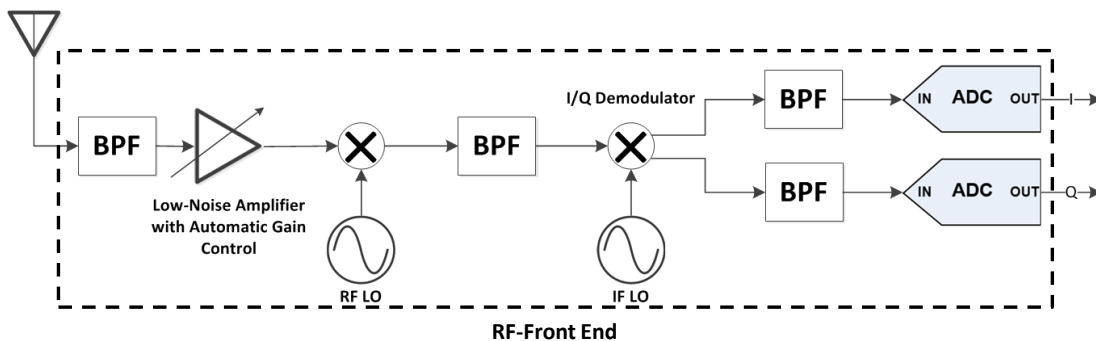 I/Q Demodulator
BPF
IN ADC OUT I
BPF
Low-Noise Amplifier
with Automatic Gain
Control
BPF
BPF
IN ADC OUT Q
RF LO
IF LO
RF-Front End